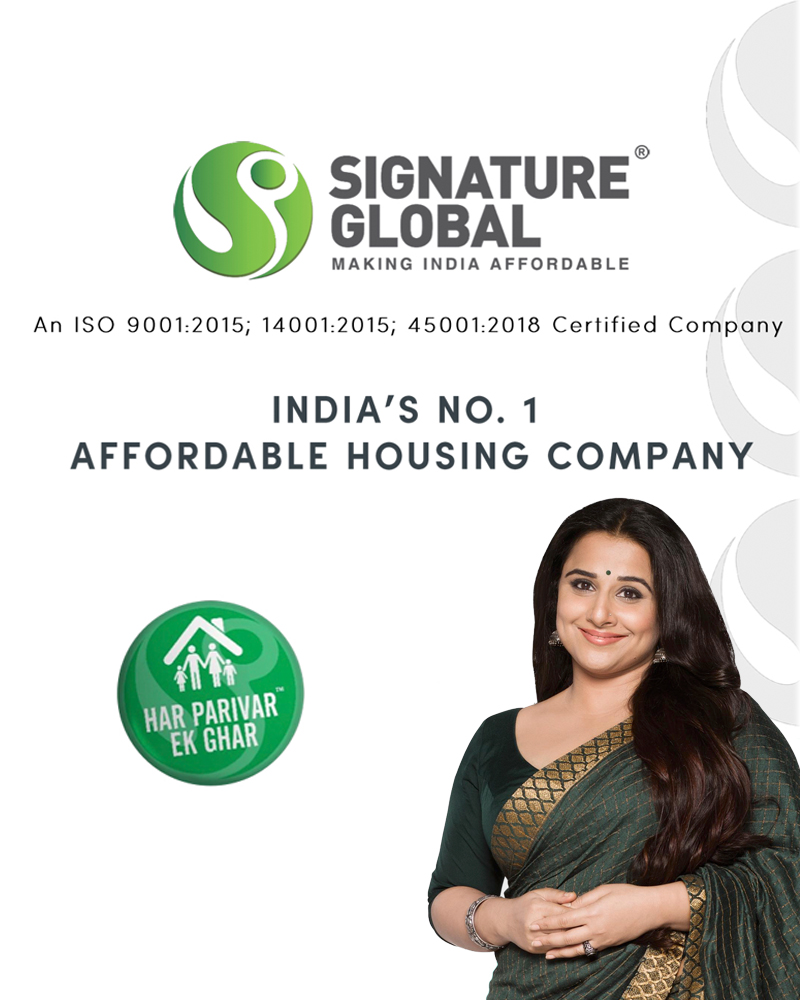 SIGNATURE®
GLOBAL
MAKING INDIA AFFORDABLE
An ISO 9001:2015; 14001:2015; 45001:2018 Certified Company
INDIA'S NO. 1
AFFORDABLE HOUSING COMPANY
HAR PARIVAR™
EK GHAR